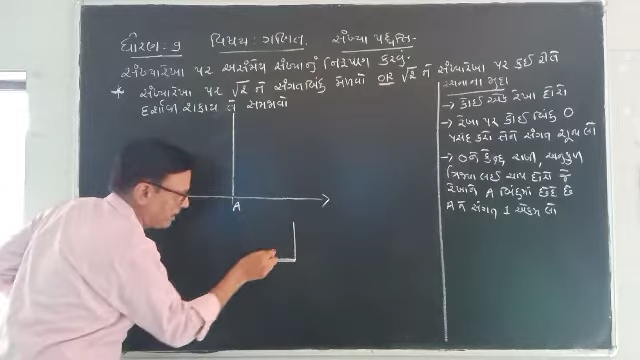 ધોરણ-૭ વિષય: ગણિત. સંખ્યા પદ્ધતિ.
સંખ્યારેખા પર અસંમેય સંખ્યાનું નિરૂપણ કરવું.
* સંખ્યારેખા પર √2 ને સંગતબિંદુ મેળવો OR √2 ને સંખ્યારેખા પર કઈ રીતે
દર્શાવી શકાય તે સમજાવો
રચનાના મુદ્દા
→ કોઈ એક રેખા દોરો
→ રેખા પર કોઈ બિંદુ O
પસંદ કરો તેને સંગત શૂન્ય લો
→ O ને કેન્દ્ર રાખી, અનુકૂળ
ત્રિજ્યા લઈ ચાપ દોરો જે
રેખાને A બિંદુમાં છેદે છે
A ને સંગત 1 એકમ લો
A